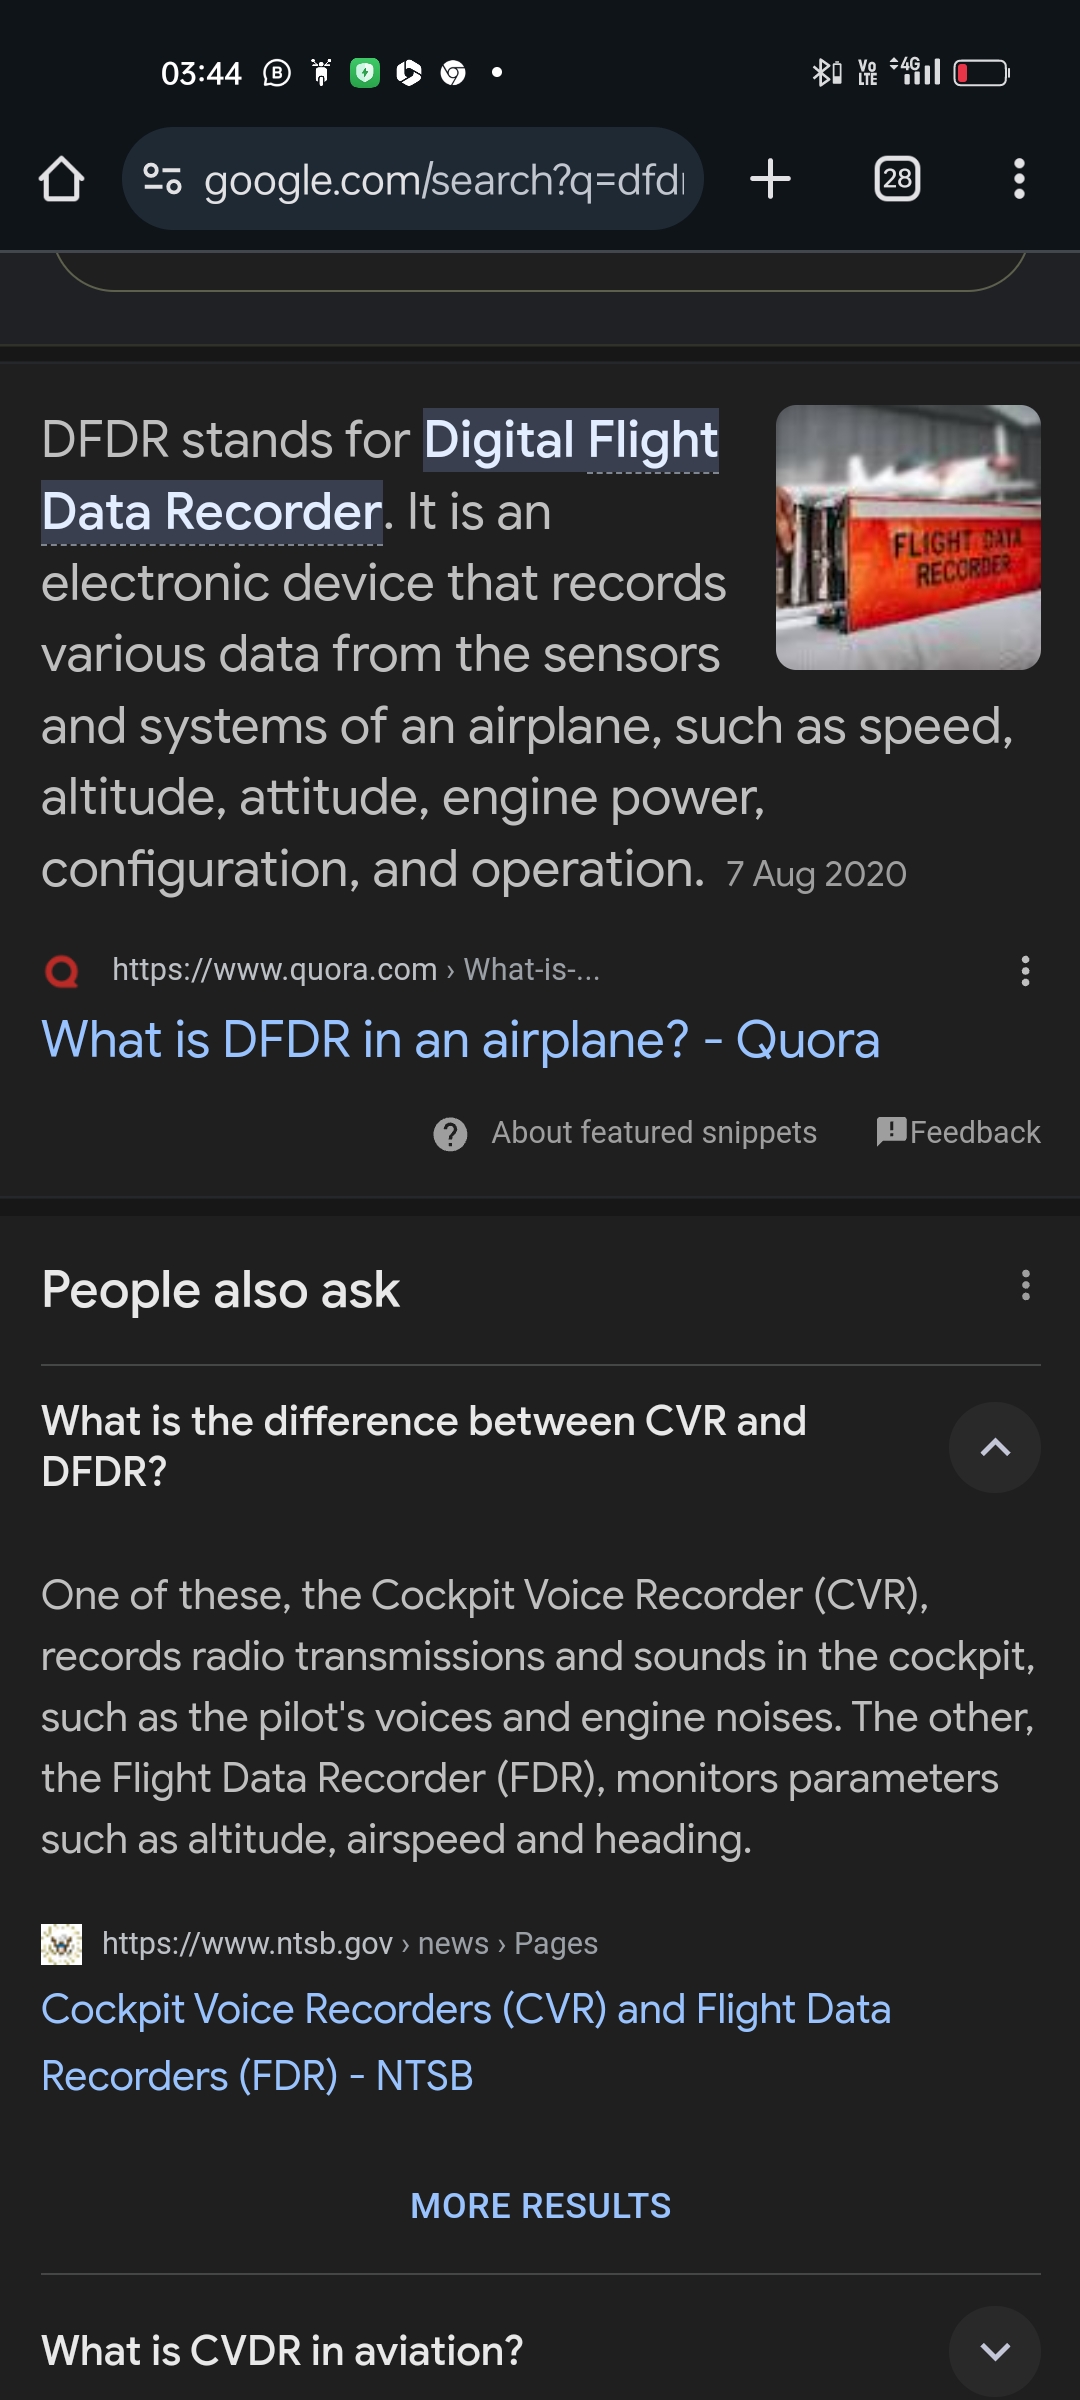 03:44
Vo
LTE
4G
google.com/search?q=dfd
28
DFDR stands for Digital Flight
Data Recorder. It is an
electronic device that records
various data from the sensors
and systems of an airplane, such as speed,
altitude, attitude, engine power,
configuration, and operation. 7 Aug 2020
FLIGHT DATA
RECORDER
https://www.quora.com › What-is-...
What is DFDR in an airplane? - Quora
About featured snippets
Feedback
People also ask
What is the difference between CVR and
DFDR?
One of these, the Cockpit Voice Recorder (CVR),
records radio transmissions and sounds in the cockpit,
such as the pilot's voices and engine noises. The other,
the Flight Data Recorder (FDR), monitors parameters
such as altitude, airspeed and heading.
https://www.ntsb.gov › news › Pages
Cockpit Voice Recorders (CVR) and Flight Data
Recorders (FDR) - NTSB
MORE RESULTS
What is CVDR in aviation?